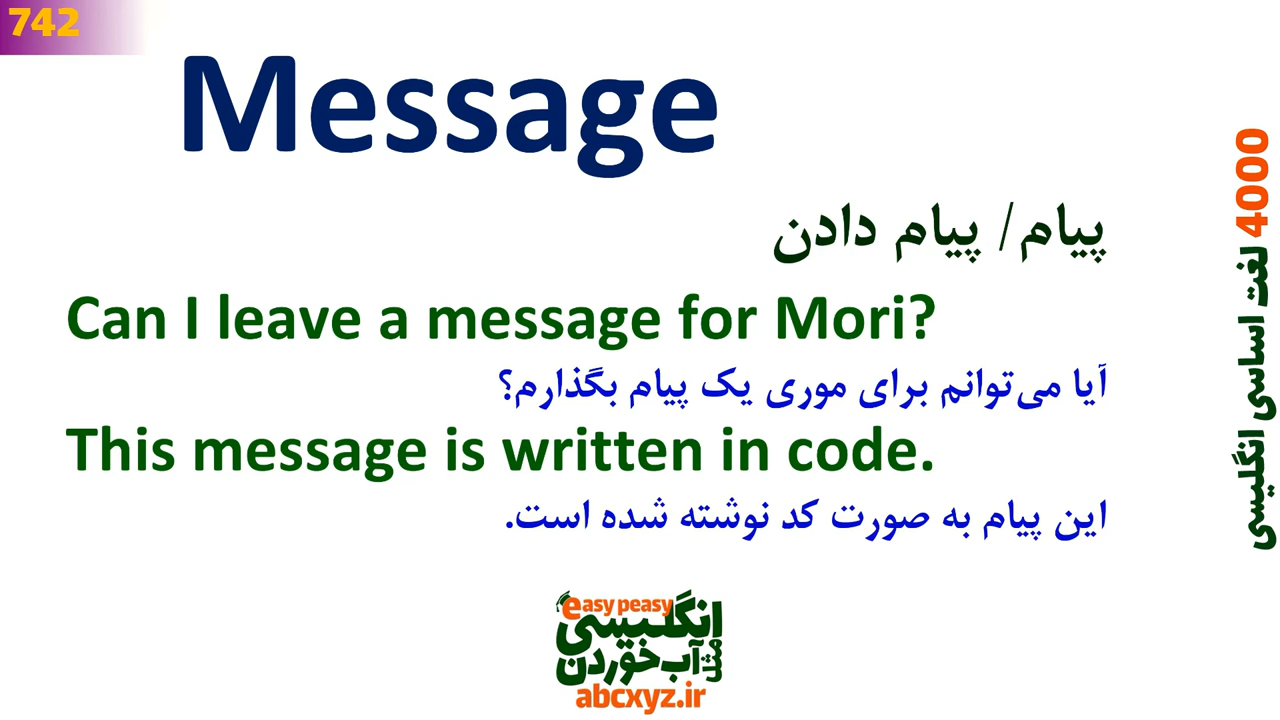 742
Message
پیام/ پیام دادن
Can I leave a message for Mori?
آیا می‌توانم برای موری یک پیام بگذارم؟
This message is written in code.
این پیام به صورت کد نوشته شده است.
4000 لغت اساسی انگلیسی
easy peasy
انگلیسی
مثل آب خوردن
abcxyz.ir